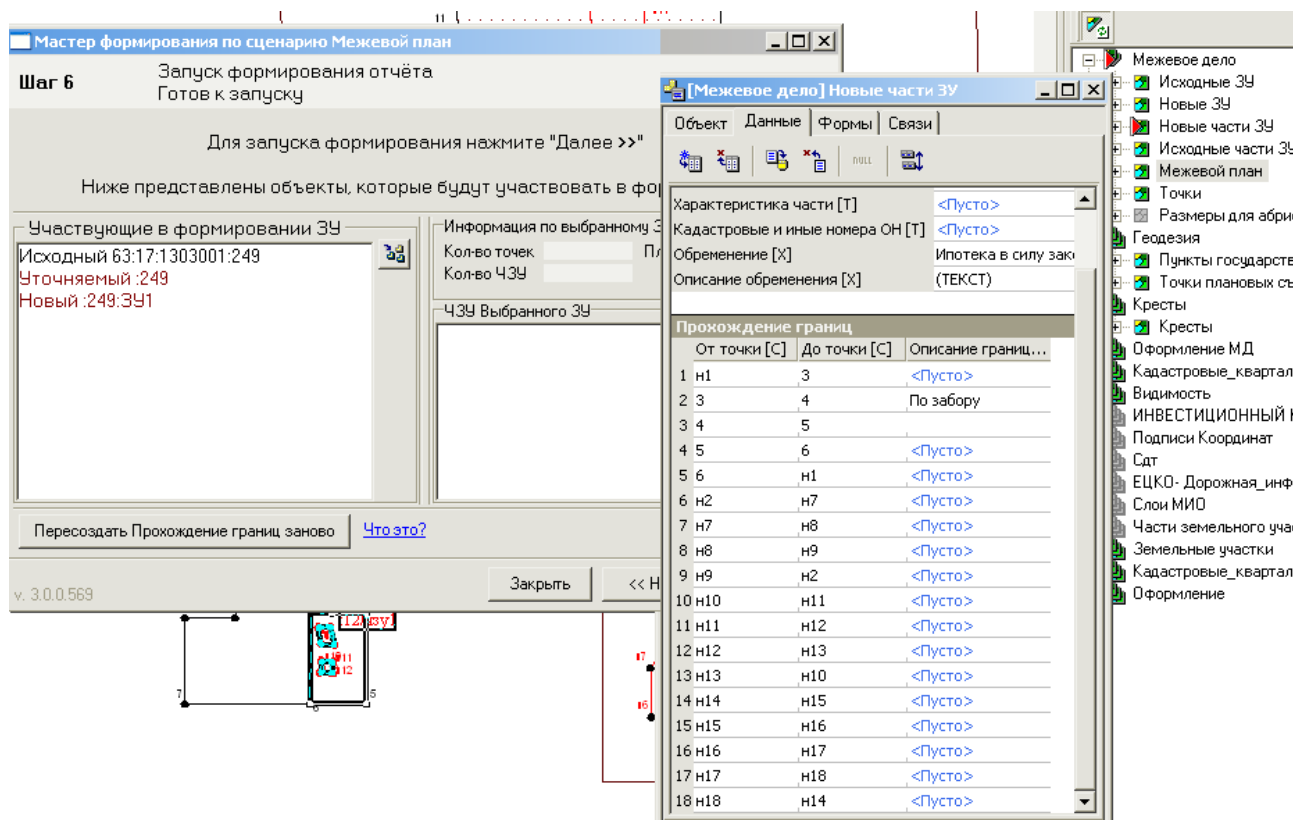 Мастер формирования по сценарию Межевой план
Шаг 6
Запуск формирования отчёта
Готов к запуску
Для запуска формирования нажмите "Далее >>"
Ниже представлены объекты, которые будут участвовать в фор
Участвующие в формировании ЗУ
Исходный 63:17:1303001:249
Уточняемый :249
Новый :249:ЗУ1
Информация по выбранному З
Кол-во точек
Кол-во ЧЗУ
ЧЗУ Выбранного ЗУ
Пересоздать Прохождение границ заново
Что это?
v. 3.0.0.569
Закрыть
<< Н
[Межевое дело] Новые части ЗУ
Объект Данные Формы Связи
NULL
Характеристика части [Т] <Пусто>
Кадастровые и иные номера ОН [Т] <Пусто>
Обременение [X] Ипотека в силу зак
Описание обременения [X] (ТЕКСТ)
Прохождение границ
От точки [С] До точки [С] Описание границ...
1 н1 3 <Пусто>
2 3 4 По забору
3 4 5
4 5 6 <Пусто>
5 6 н1 <Пусто>
6 н2 н7 <Пусто>
7 н7 н8 <Пусто>
8 н8 н9 <Пусто>
9 н9 н2 <Пусто>
10 н10 н11 <Пусто>
11 н11 н12 <Пусто>
12 н12 н13 <Пусто>
13 н13 н10 <Пусто>
14 н14 н15 <Пусто>
15 н15 н16 <Пусто>
16 н16 н17 <Пусто>
17 н17 н18 <Пусто>
18 н18 н14 <Пусто>
Межевое дело
Исходные ЗУ
Новые ЗУ
Новые части ЗУ
Исходные части ЗУ
Межевой план
Точки
Размеры для абри
Геодезия
Пункты государств
Точки плановых съ
Кресты
Кресты
Оформление МД
Кадастровые_квартал
Видимость
ИНВЕСТИЦИОННЫЙ
Подписи Координат
Сдт
ЕЦКО- Дорожная_инф
Слои МИО
Части земельного уча
Земельные участки
Кадастровые_квартал
Оформление
7
5
6